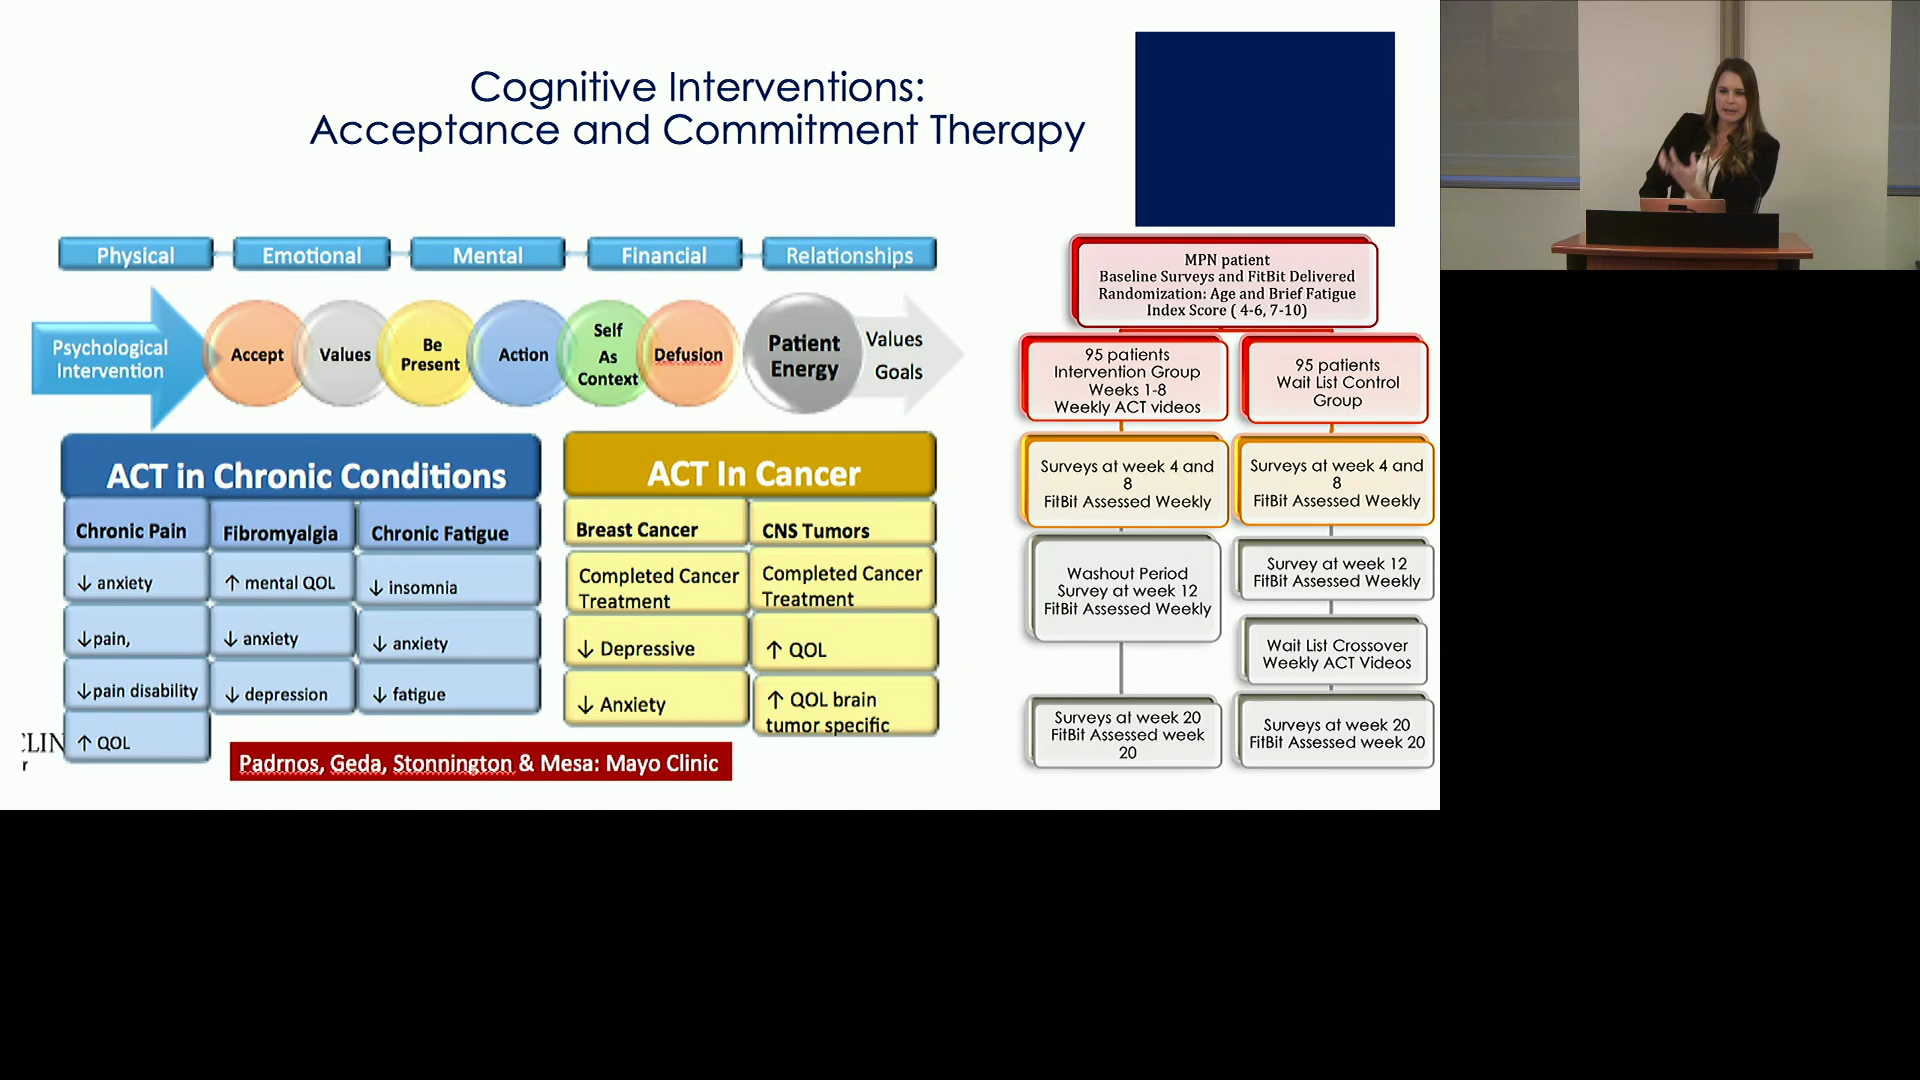 Cognitive Interventions:
Acceptance and Commitment Therapy
Physical
Emotional
Mental
Financial
Relationships
Psychological
Intervention
Accept
Values
Be
Present
Action
Self
As
Context
Defusion
Patient
Energy
Values
Goals
ACT in Chronic Conditions
Chronic Pain
Fibromyalgia
Chronic Fatigue
↓ anxiety
↑ mental QOL
↓ insomnia
↓pain,
↓ anxiety
↓ anxiety
↓pain disability
↓ depression
↓ fatigue
↑ QOL
ACT In Cancer
Breast Cancer
CNS Tumors
Completed Cancer
Treatment
Completed Cancer
Treatment
↓ Depressive
↑ QOL
↓ Anxiety
↑ QOL brain
tumor specific
Padrnos, Geda, Stonnington & Mesa: Mayo Clinic
MPN patient
Baseline Surveys and FitBit Delivered
Randomization: Age and Brief Fatigue
Index Score ( 4-6, 7-10)
95 patients
Intervention Group
Weeks 1-8
Weekly ACT videos
95 patients
Wait List Control
Group
Surveys at week 4 and
8
FitBit Assessed Weekly
Surveys at week 4 and
8
FitBit Assessed Weekly
Washout Period
Survey at week 12
FitBit Assessed Weekly
Survey at week 12
FitBit Assessed Weekly
Wait List Crossover
Weekly ACT Videos
Surveys at week 20
FitBit Assessed week
20
Surveys at week 20
FitBit Assessed week 20